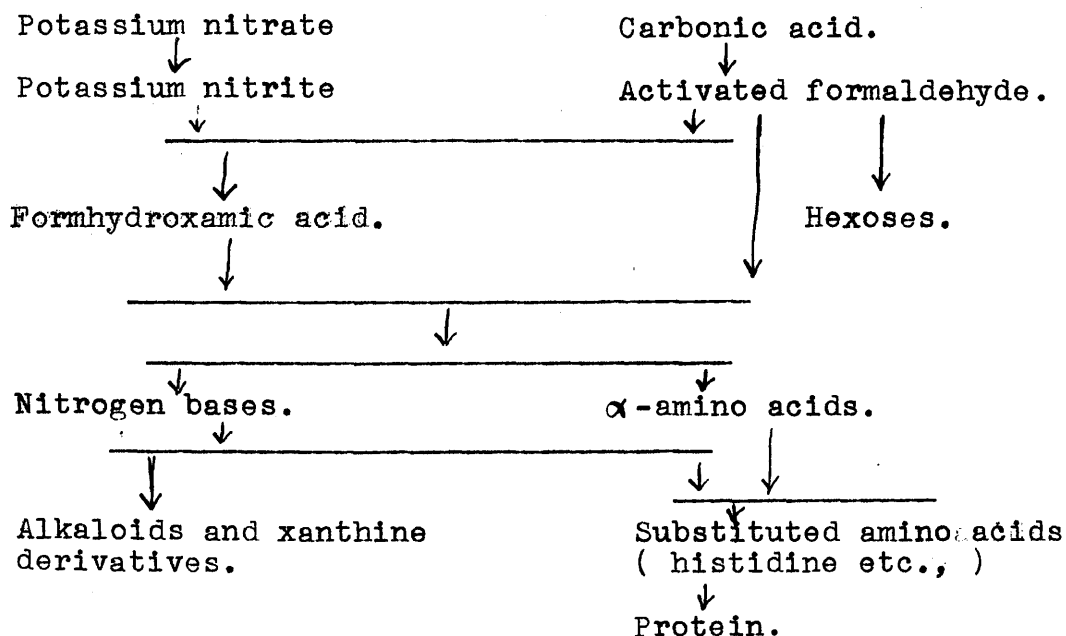 Potassium nitrate
Carbonic acid.
Potassium nitrite
Activated formaldehyde.
Formhydroxamic acid.
Hexoses.
Nitrogen bases.
α-amino acids.
Alkaloids and xanthine
derivatives.
Substituted amino acids
( histidine etc., )
Protein.